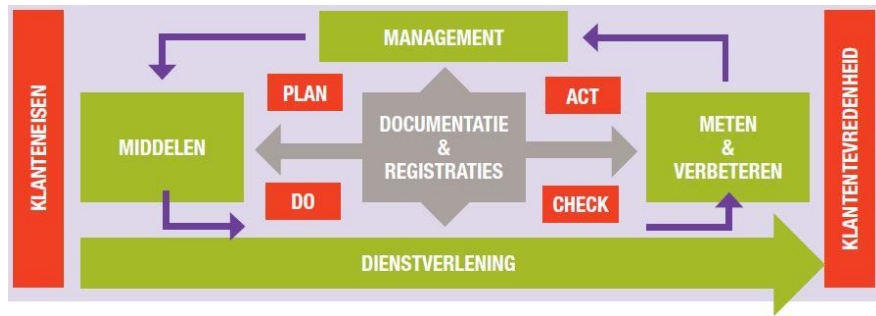 KLANTENEISEN
MANAGEMENT
PLAN
ACT
MIDDELEN
DOCUMENTATIE
&
REGISTRATIES
METEN
&
VERBETEREN
DO
CHECK
DIENSTVERLENING
KLANTENTEVREDENHEID